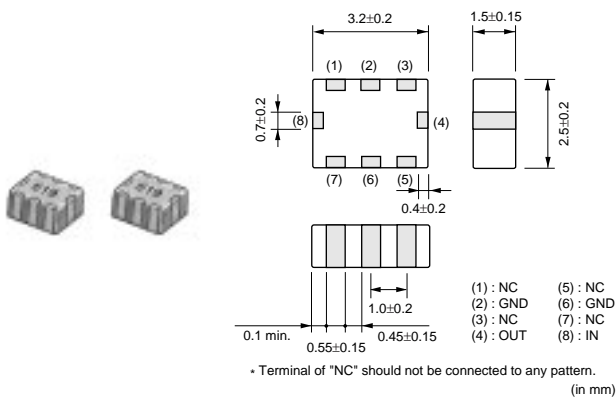 3.2±0.2
1.5±0.15
(1) (2) (3)
0.7±0.2
(8)
(4)
2.5±0.2
(7) (6) (5)
0.4±0.2
1.0±0.2
0.1 min.
0.45±0.15
0.55±0.15
(1) : NC (5) : NC
(2) : GND (6) : GND
(3) : NC (7) : NC
(4) : OUT (8) : IN
* Terminal of "NC" should not be connected to any pattern.
(in mm)